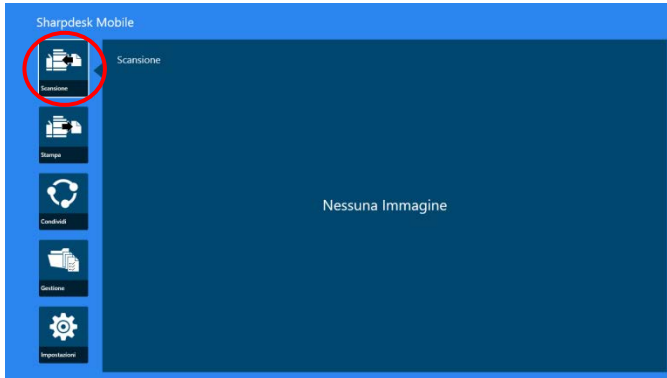 Sharpdesk Mobile
Scansione
Scansione
Stampa
Condividi
Nessuna Immagine
Gestione
Impostazioni